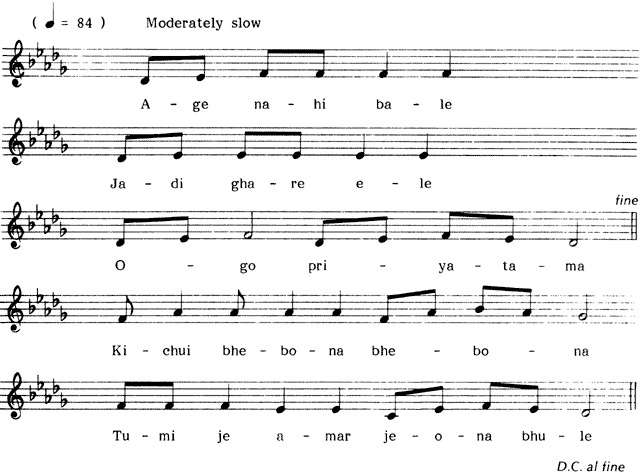 ( ♩ = 84 ) Moderately slow
A - ge na - hi ba - le
Ja - di gha - re e - le
fine
O - go pri - ya - ta - ma
Ki - chui bhe - bo - na bhe - bo - na
Tu - mi je a - mar je - o - na bhu - le
D.C. al fine